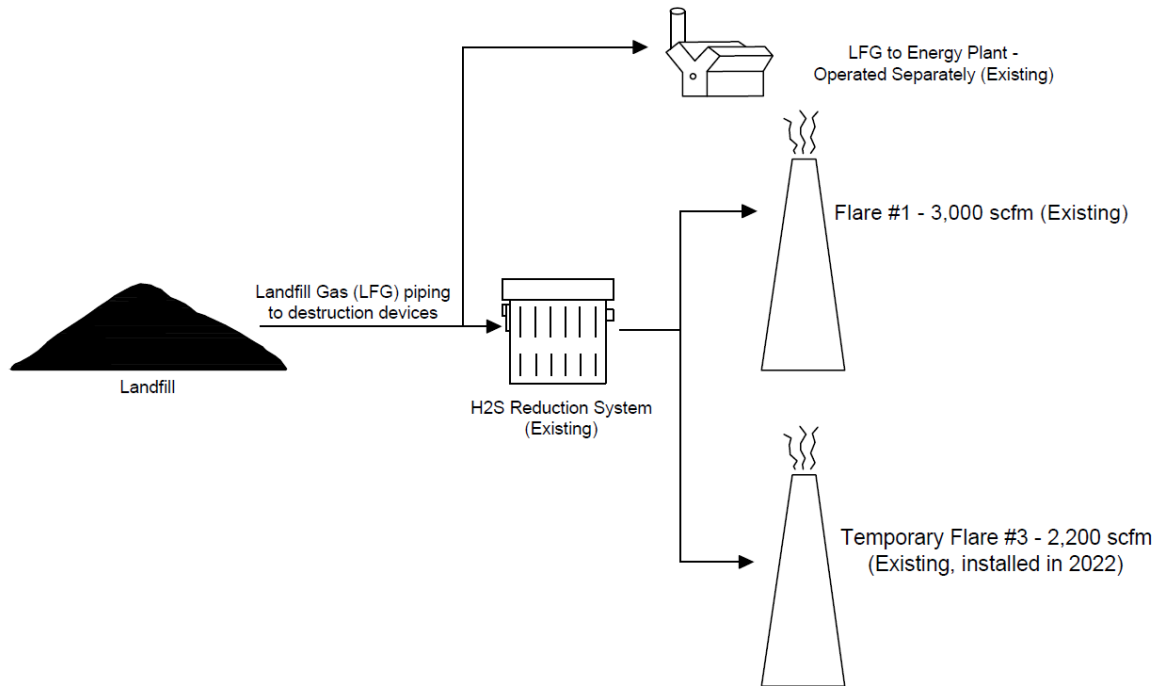 LFG to Energy Plant -
Operated Separately (Existing)
Flare #1 - 3,000 scfm (Existing)
Landfill Gas (LFG) piping
to destruction devices
Landfill
H2S Reduction System
(Existing)
Temporary Flare #3 - 2,200 scfm
(Existing, installed in 2022)